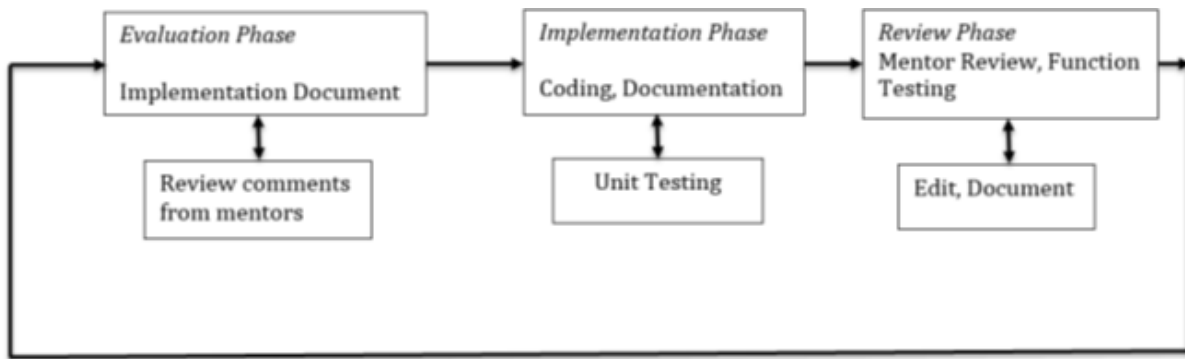 Evaluation Phase
Implementation Document
Review comments
from mentors
Implementation Phase
Coding, Documentation
Unit Testing
Review Phase
Mentor Review, Function
Testing
Edit, Document